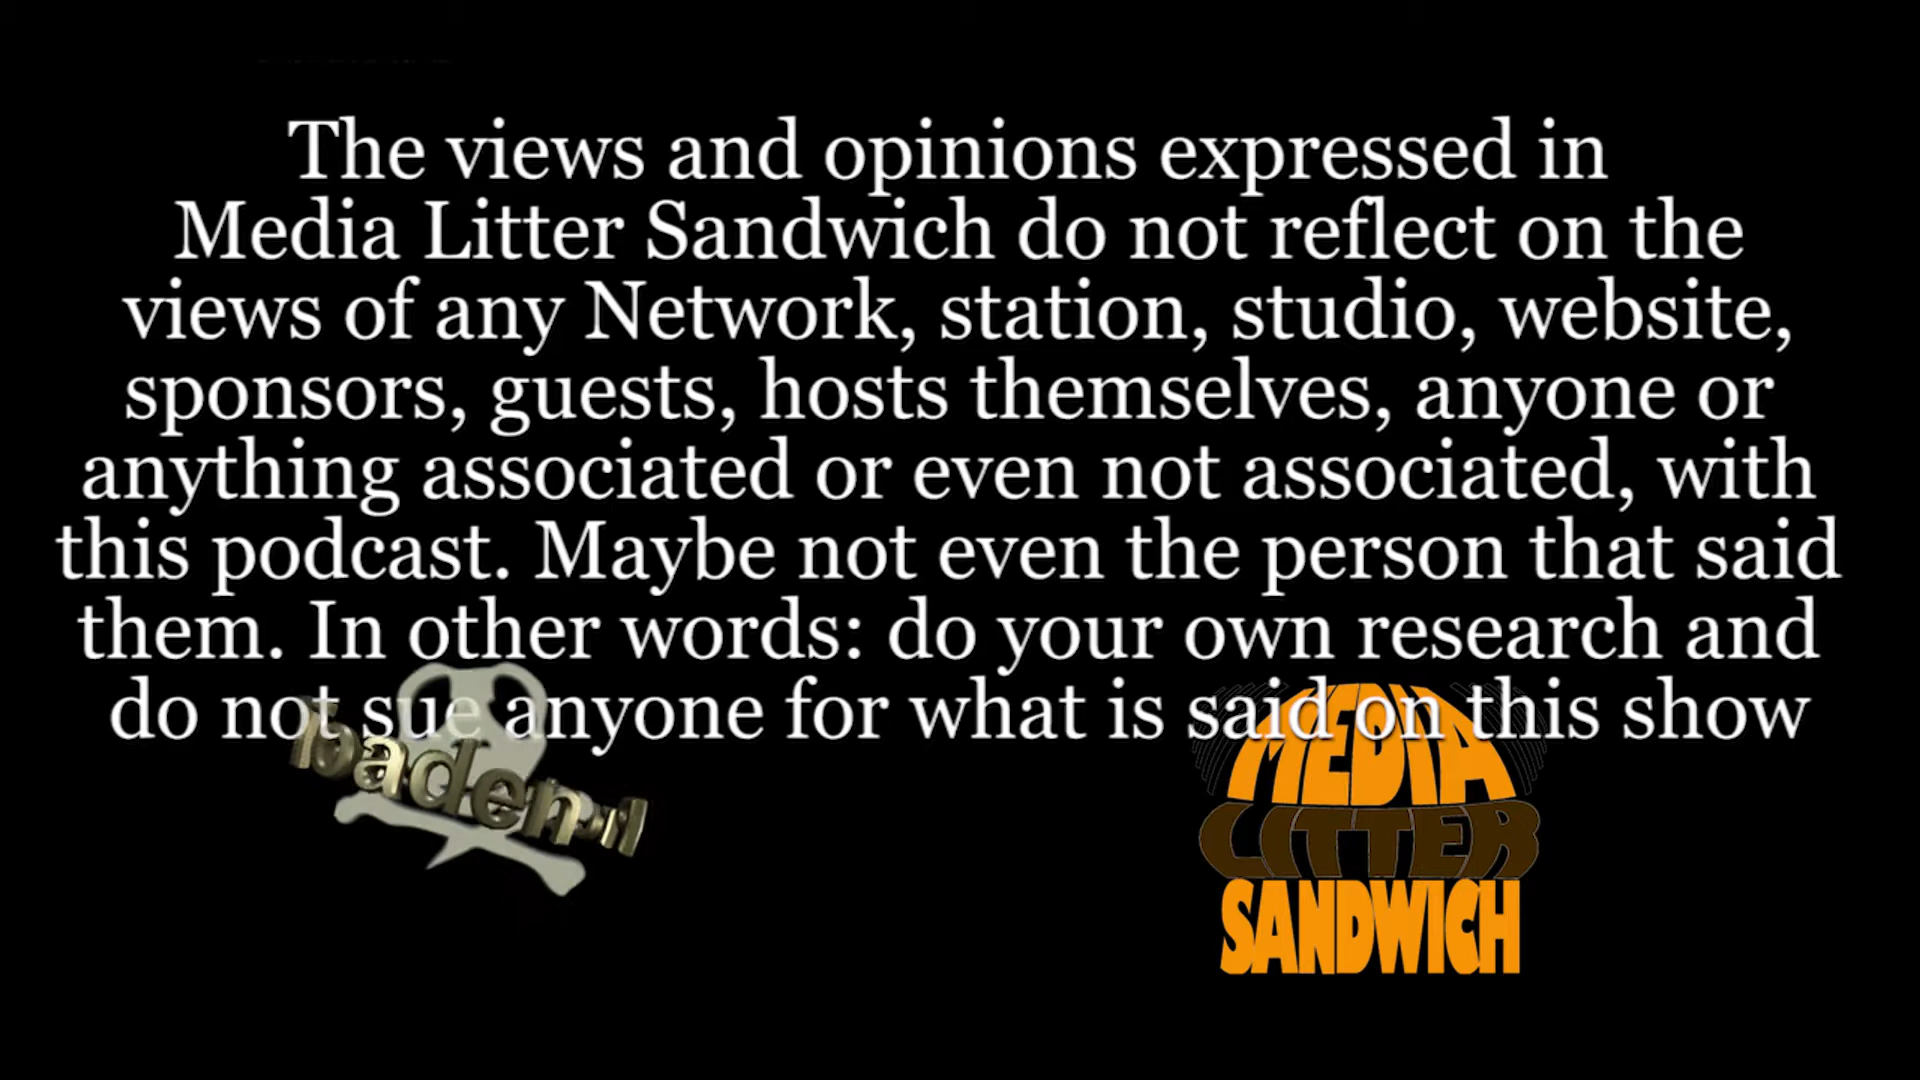 The views and opinions expressed in
Media Litter Sandwich do not reflect on the
views of any Network, station, studio, website,
sponsors, guests, hosts themselves, anyone or
anything associated or even not associated, with
this podcast. Maybe not even the person that said
them. In other words: do your own research and
do not sue anyone for what is said on this show
MEDIA
LITTER
SANDWICH